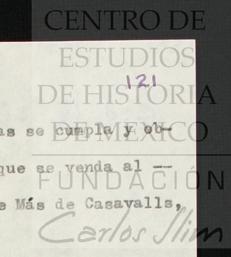 CENTRO DE
ESTUDIOS
121
DE HISTORIA
as se cumpla y ob-
DE MEXICO
que se venda al --
FUNDACIÓN
e Más de Casavalls,
Carlos Slim